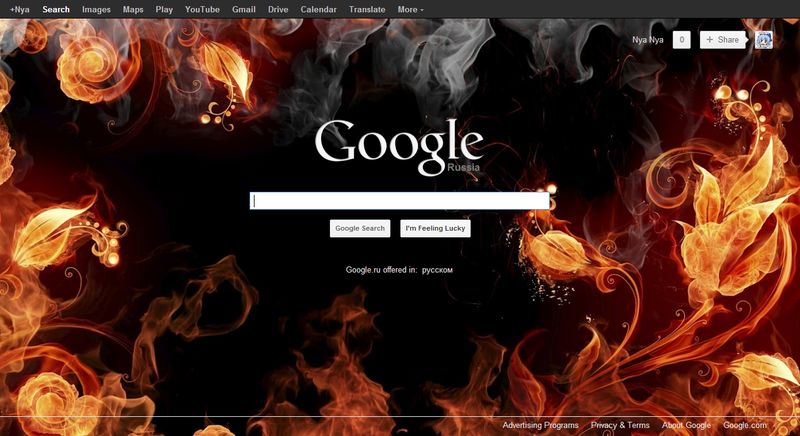 +Nya Search Images Maps Play YouTube Gmail Drive Calendar Translate More
Nya Nya 0 + Share
Google
Russia
Google Search I'm Feeling Lucky
Google.ru offered in: русском
Advertising Programs Privacy & Terms About Google Google.com